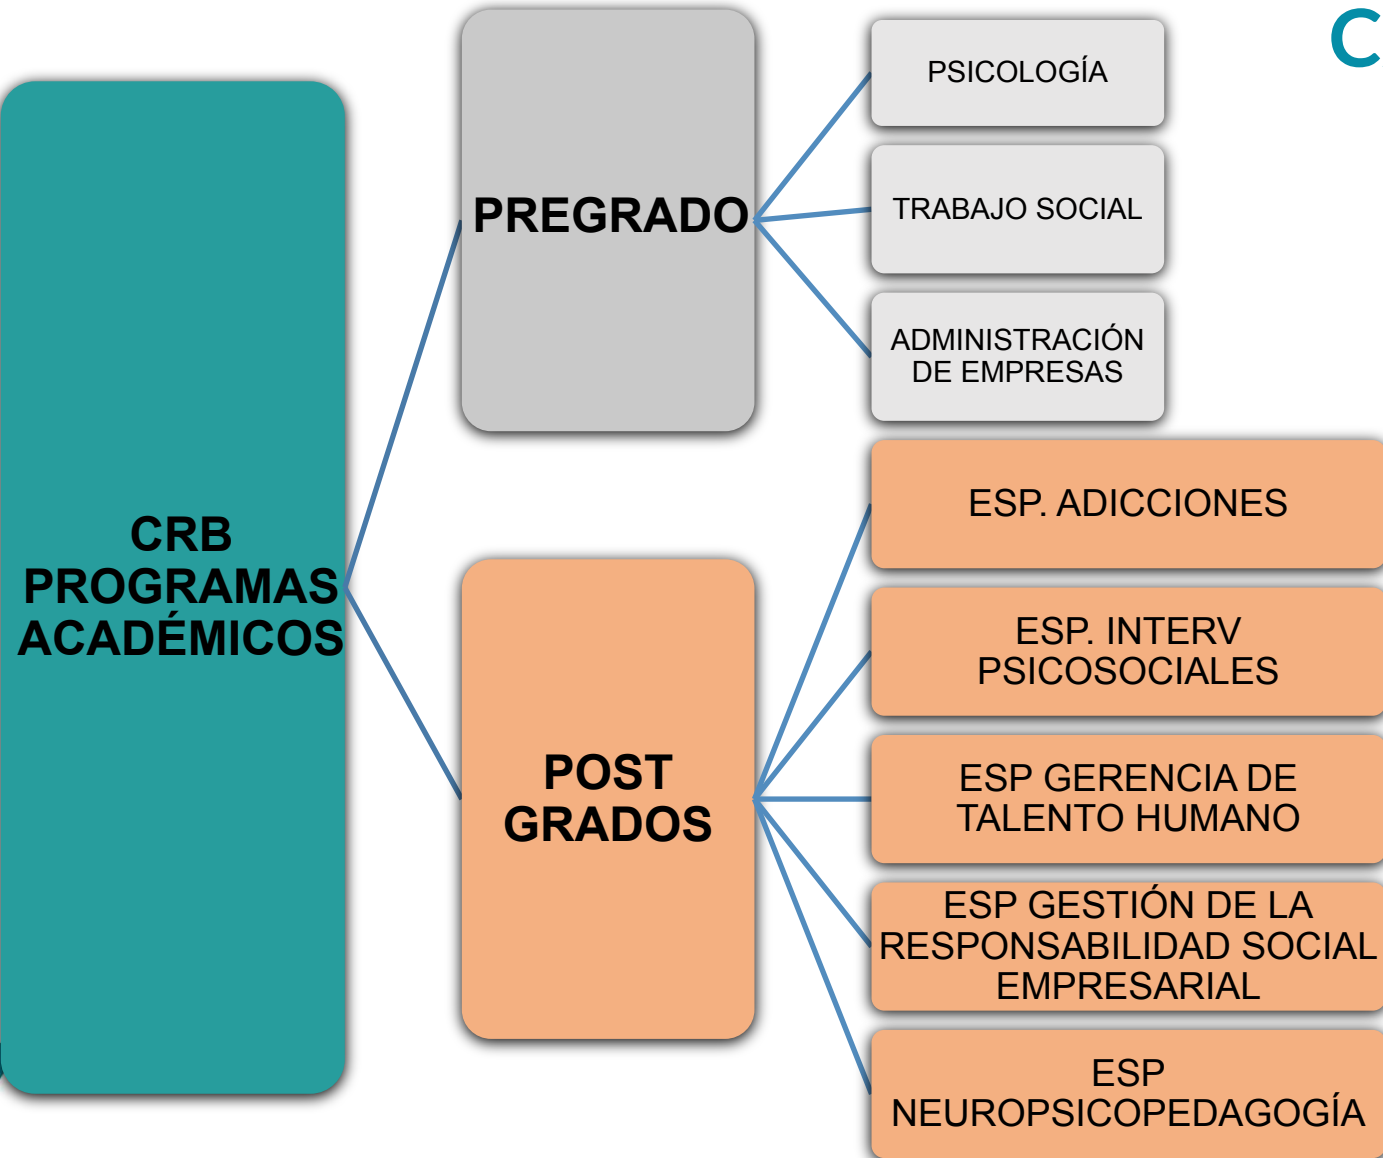 C
CRB
PROGRAMAS
ACADÉMICOS
PREGRADO
PSICOLOGÍA
TRABAJO SOCIAL
ADMINISTRACIÓN
DE EMPRESAS
POST
GRADOS
ESP. ADICCIONES
ESP. INTERV
PSICOSOCIALES
ESP GERENCIA DE
TALENTO HUMANO
ESP GESTIÓN DE LA
RESPONSABILIDAD SOCIAL
EMPRESARIAL
ESP
NEUROPSICOPEDAGOGÍA